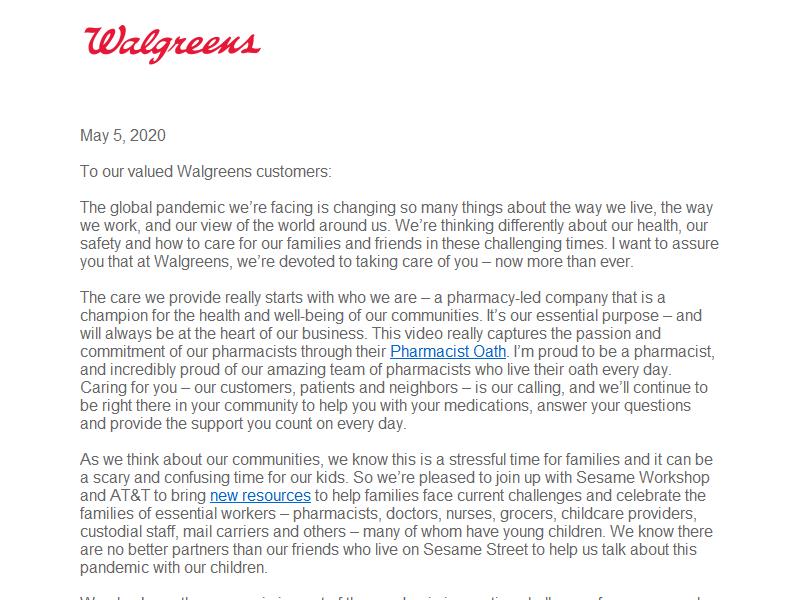 Walgreens
May 5, 2020
To our valued Walgreens customers:
The global pandemic we’re facing is changing so many things about the way we live, the way
we work, and our view of the world around us. We’re thinking differently about our health, our
safety and how to care for our families and friends in these challenging times. I want to assure
you that at Walgreens, we’re devoted to taking care of you – now more than ever.
The care we provide really starts with who we are – a pharmacy-led company that is a
champion for the health and well-being of our communities. It’s our essential purpose – and
will always be at the heart of our business. This video really captures the passion and
commitment of our pharmacists through their Pharmacist Oath. I’m proud to be a pharmacist,
and incredibly proud of our amazing team of pharmacists who live their oath every day.
Caring for you – our customers, patients and neighbors – is our calling, and we’ll continue to
be right there in your community to help you with your medications, answer your questions
and provide the support you count on every day.
As we think about our communities, we know this is a stressful time for families and it can be
a scary and confusing time for our kids. So we’re pleased to join up with Sesame Workshop
and AT&T to bring new resources to help families face current challenges and celebrate the
families of essential workers – pharmacists, doctors, nurses, grocers, childcare providers,
custodial staff, mail carriers and others – many of whom have young children. We know there
are no better partners than our friends who live on Sesame Street to help us talk about this
pandemic with our children.